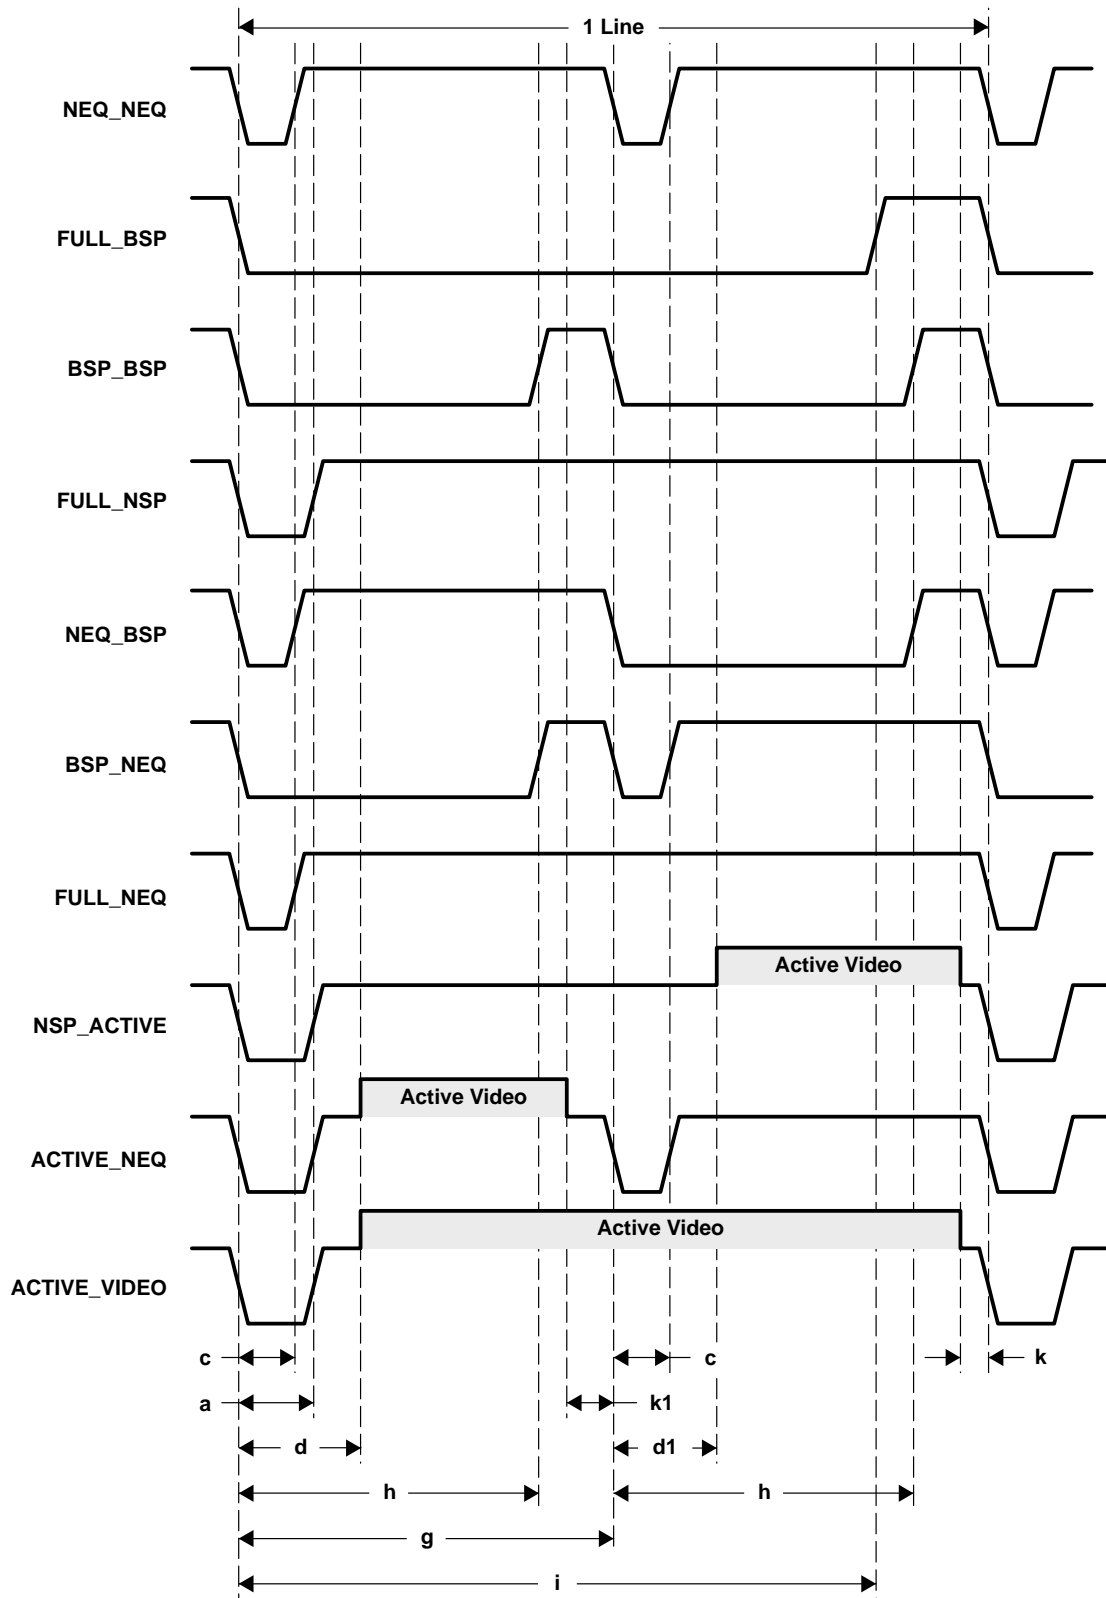 1 Line
NEQ_NEQ
FULL_BSP
BSP_BSP
FULL_NSP
NEQ_BSP
BSP_NEQ
FULL_NEQ
Active Video
NSP_ACTIVE
Active Video
ACTIVE_NEQ
Active Video
ACTIVE_VIDEO
c c k
a k1
d d1
h h
g
i